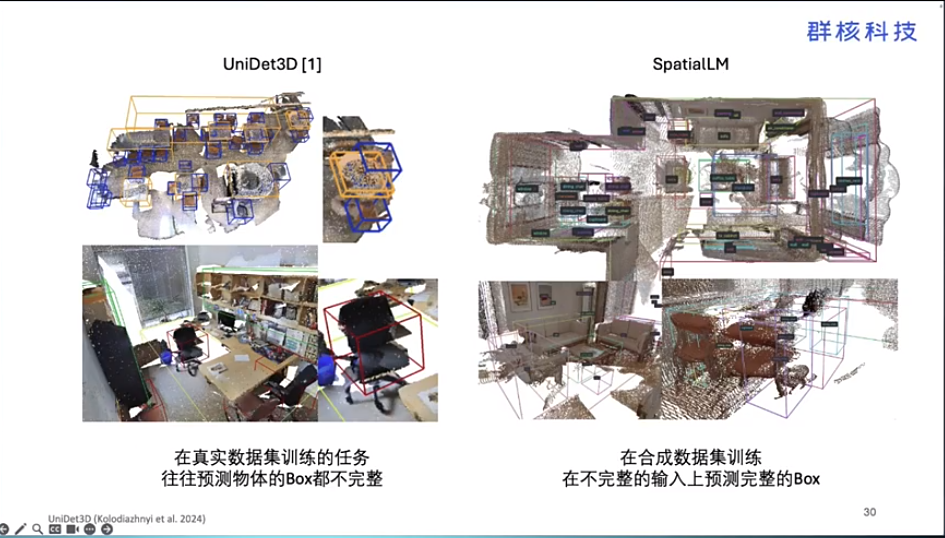 群核科技
UniDet3D [1]
SpatialLM
在真实数据集训练的任务
往往预测物体的Box都不完整
在合成数据集训练
在不完整的输入上预测完整的Box
UniDet3D (Kolodiazhnyi et al. 2024)
30